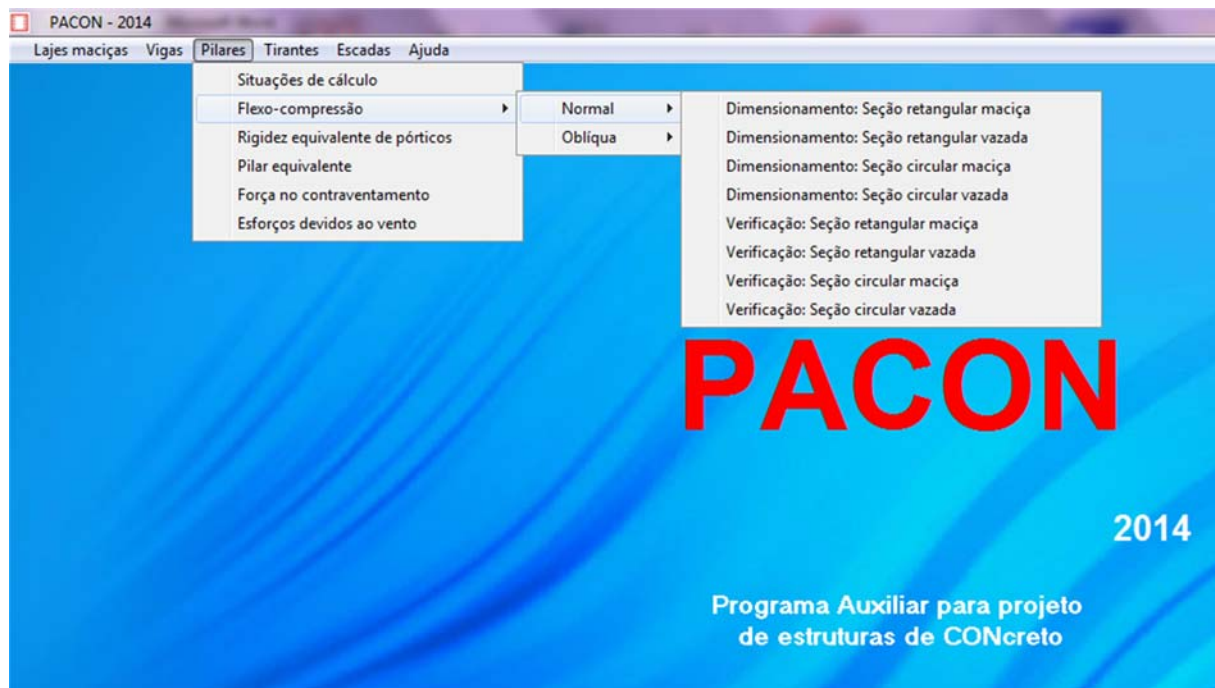 PACON - 2014
Lajes maciças Vigas Pilares Tirantes Escadas Ajuda
Situações de cálculo
Flexo-compressão
Rigidez equivalente de pórticos
Pilar equivalente
Força no contraventamento
Esforços devidos ao vento
Normal
Oblíqua
Dimensionamento: Seção retangular maciça
Dimensionamento: Seção retangular vazada
Dimensionamento: Seção circular maciça
Dimensionamento: Seção circular vazada
Verificação: Seção retangular maciça
Verificação: Seção retangular vazada
Verificação: Seção circular maciça
Verificação: Seção circular vazada
PACON
2014
Programa Auxiliar para projeto
de estruturas de CONcreto